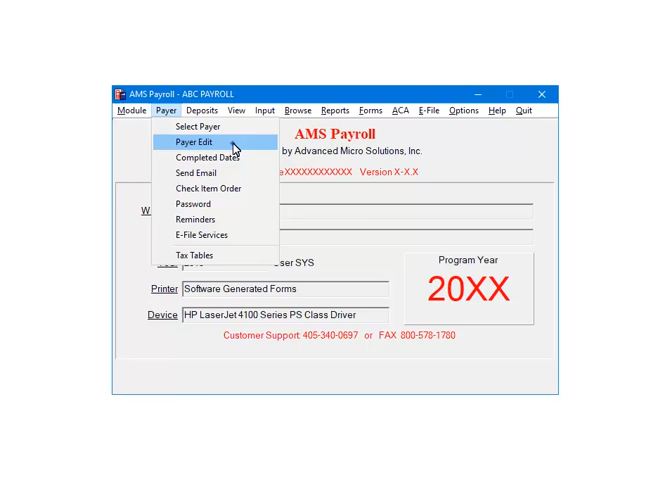 AMS Payroll - ABC PAYROLL
Module Payer Deposits View Input Browse Reports Forms ACA E-File Options Help Quit
Select Payer
Payer Edit
Completed Dates
Send Email
Check Item Order
Password
Reminders
E-File Services
Tax Tables
AMS Payroll
by Advanced Micro Solutions, Inc.
XXXXXXXXXXXX Version X-X.X
W
User SYS
Printer Software Generated Forms
Device HP LaserJet 4100 Series PS Class Driver
Program Year
20XX
Customer Support 405-340-0697 or FAX 800-578-1780